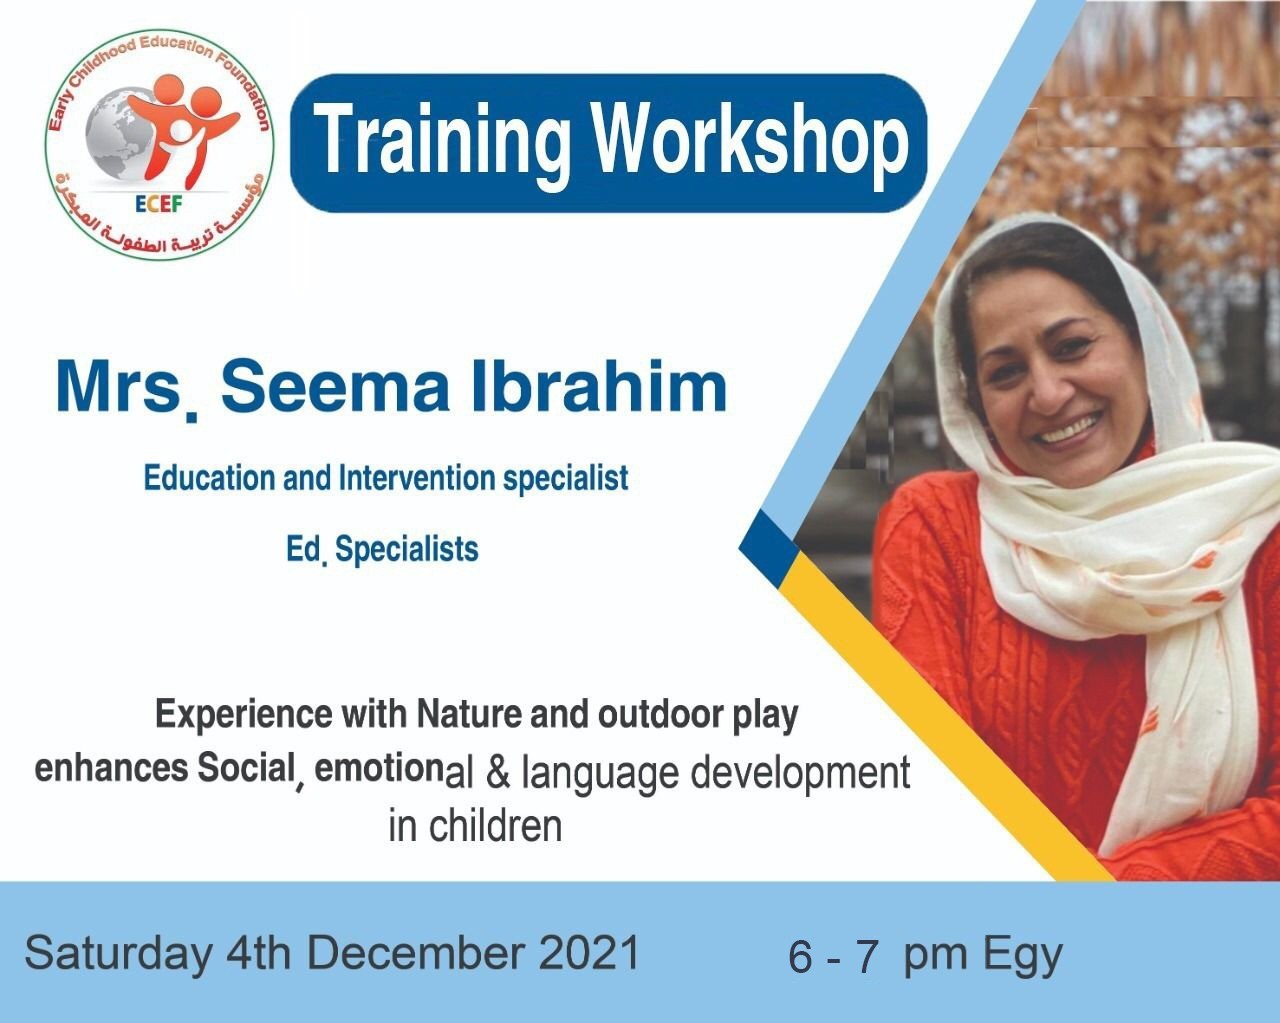 Early Childhood Education Foundation
ECEF
مؤسسة تربية الطفولة المبكرة
Training Workshop
Mrs. Seema Ibrahim
Education and Intervention specialist
Ed. Specialists
Experience with Nature and outdoor play
enhances Social, emotional & language development
in children
Saturday 4th December 2021
6 - 7 pm Egy